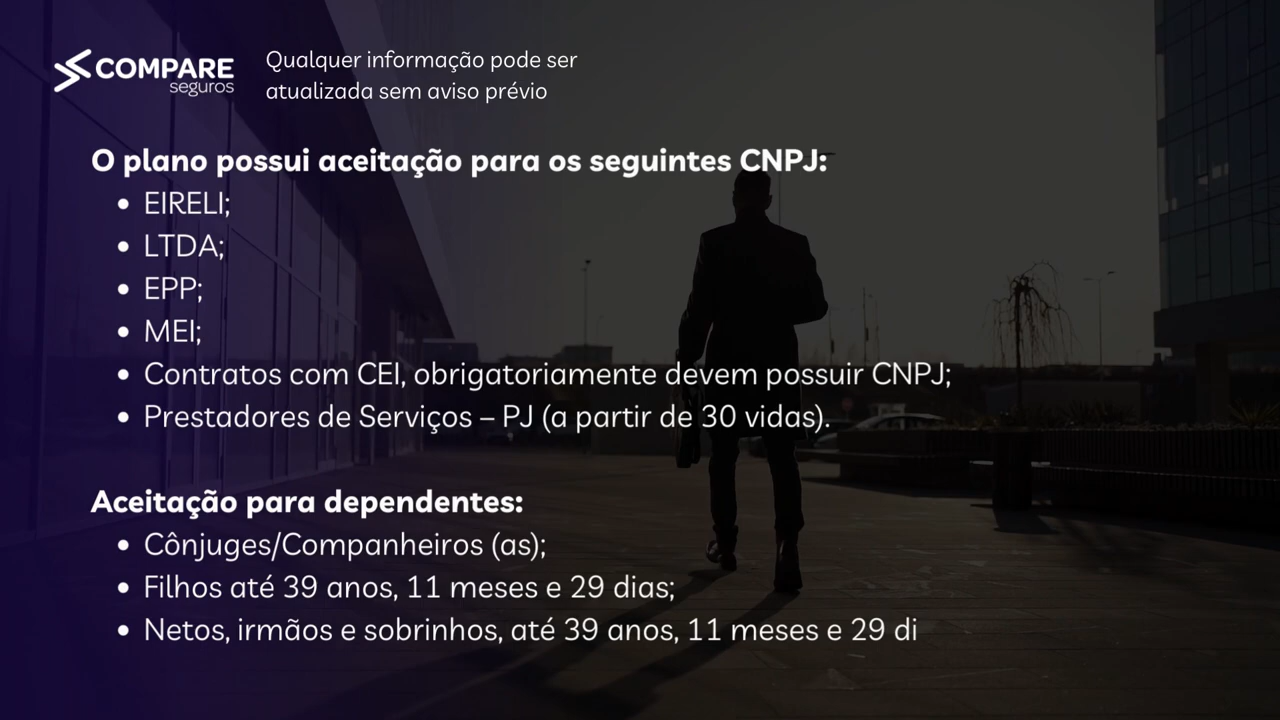 COMPARE
seguros
Qualquer informação pode ser
atualizada sem aviso prévio
O plano possui aceitação para os seguintes CNPJ:
• EIRELI;
• LTDA;
• EPP;
• MEI;
• Contratos com CEI, obrigatoriamente devem possuir CNPJ;
• Prestadores de Serviços – PJ (a partir de 30 vidas).
Aceitação para dependentes:
• Cônjuges/Companheiros (as);
• Filhos até 39 anos, 11 meses e 29 dias;
• Netos, irmãos e sobrinhos, até 39 anos, 11 meses e 29 di